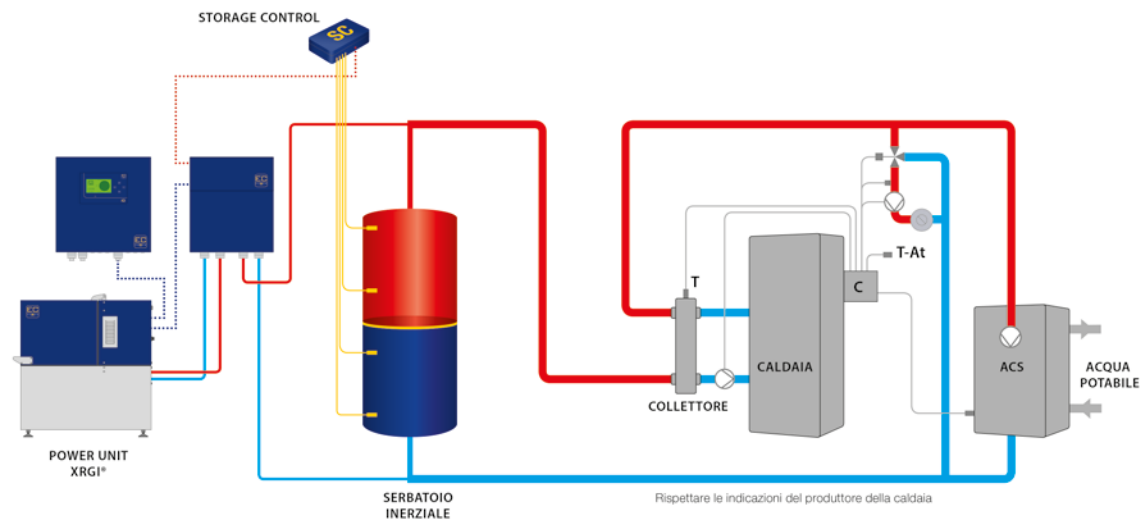 STORAGE CONTROL
SC
T
T-At
C
CALDAIA
COLLETTORE
ACS
ACQUA
POTABILE
POWER UNIT
XRGI®
SERBATOIO
INERZIALE
Rispettare le indicazioni del produttore della caldaia